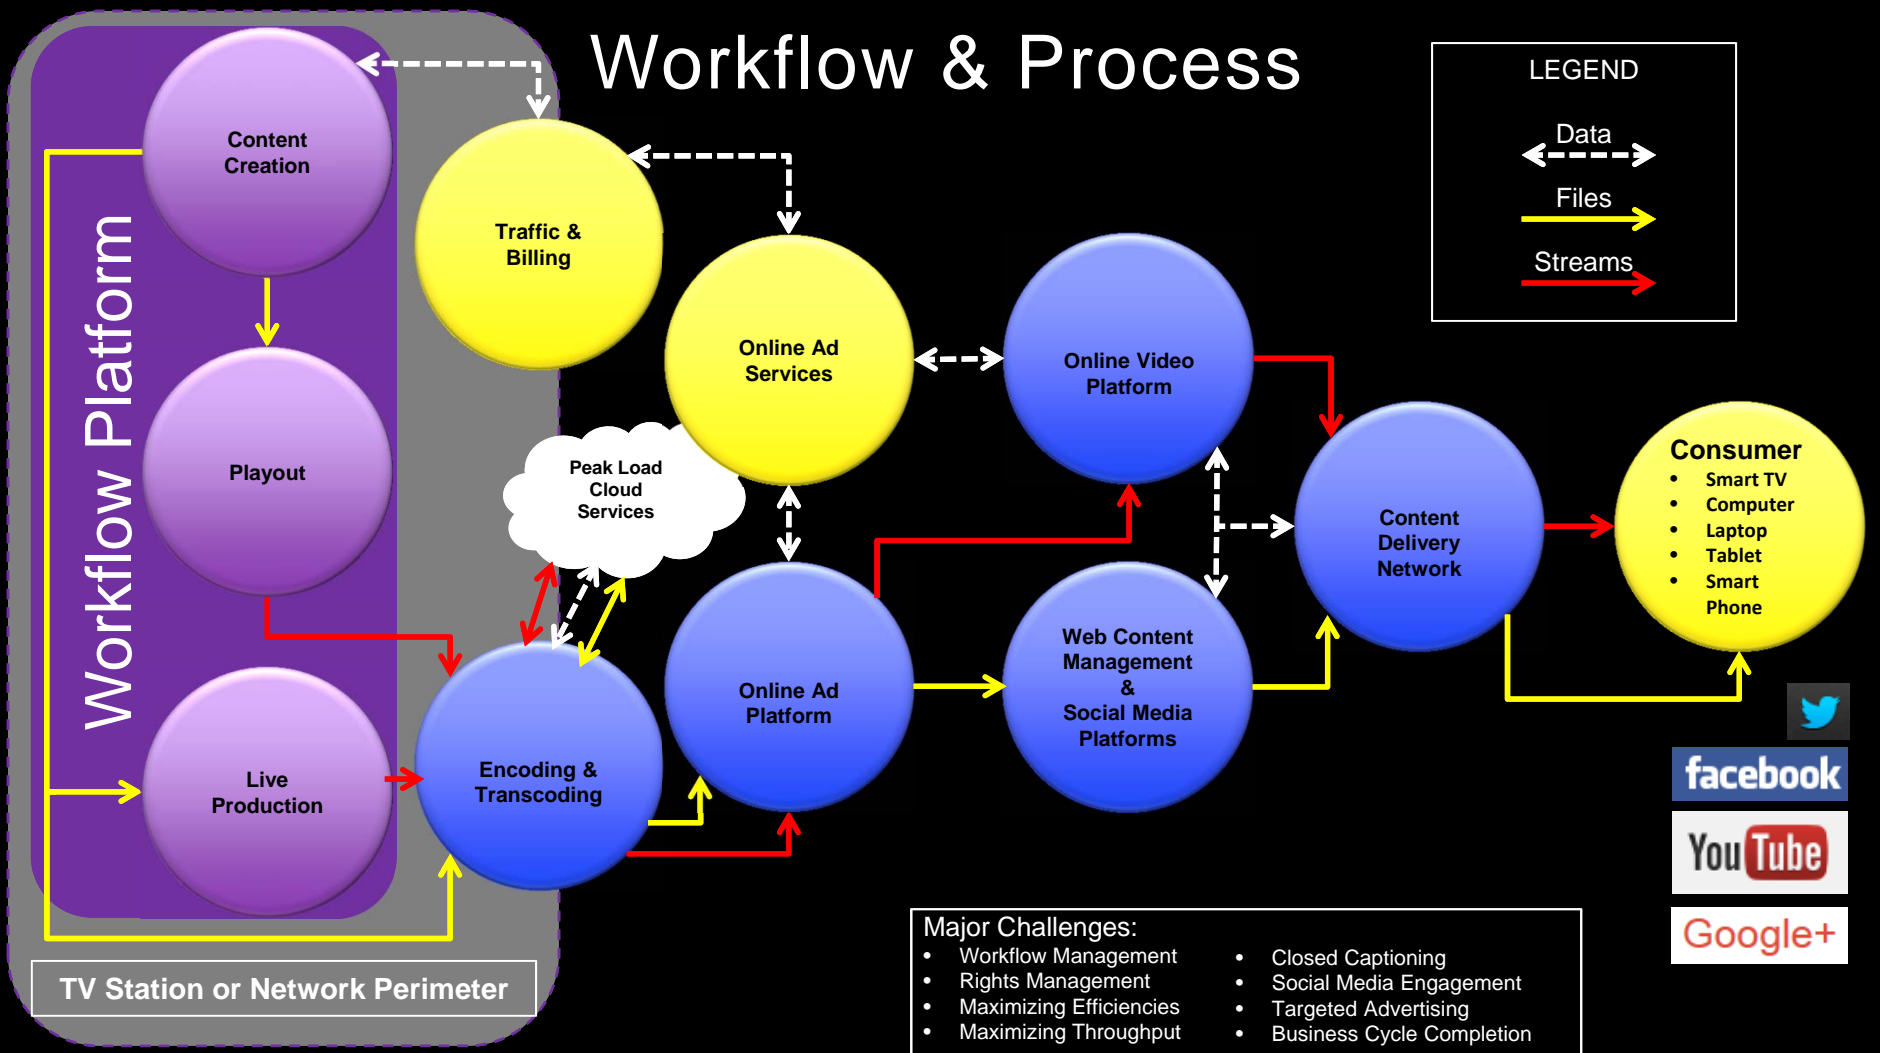 Workflow & Process
LEGEND
Data
Files
Streams
Workflow Platform
Content
Creation
Traffic &
Billing
Online Ad
Services
Online Video
Platform
Playout
Peak Load
Cloud
Services
Content
Delivery
Network
Consumer
• Smart TV
• Computer
• Laptop
• Tablet
• Smart
Phone
Live
Production
Encoding &
Transcoding
Online Ad
Platform
Web Content
Management
&
Social Media
Platforms
facebook
YouTube
Google+
TV Station or Network Perimeter
Major Challenges:
• Workflow Management
• Rights Management
• Maximizing Efficiencies
• Maximizing Throughput
• Closed Captioning
• Social Media Engagement
• Targeted Advertising
• Business Cycle Completion